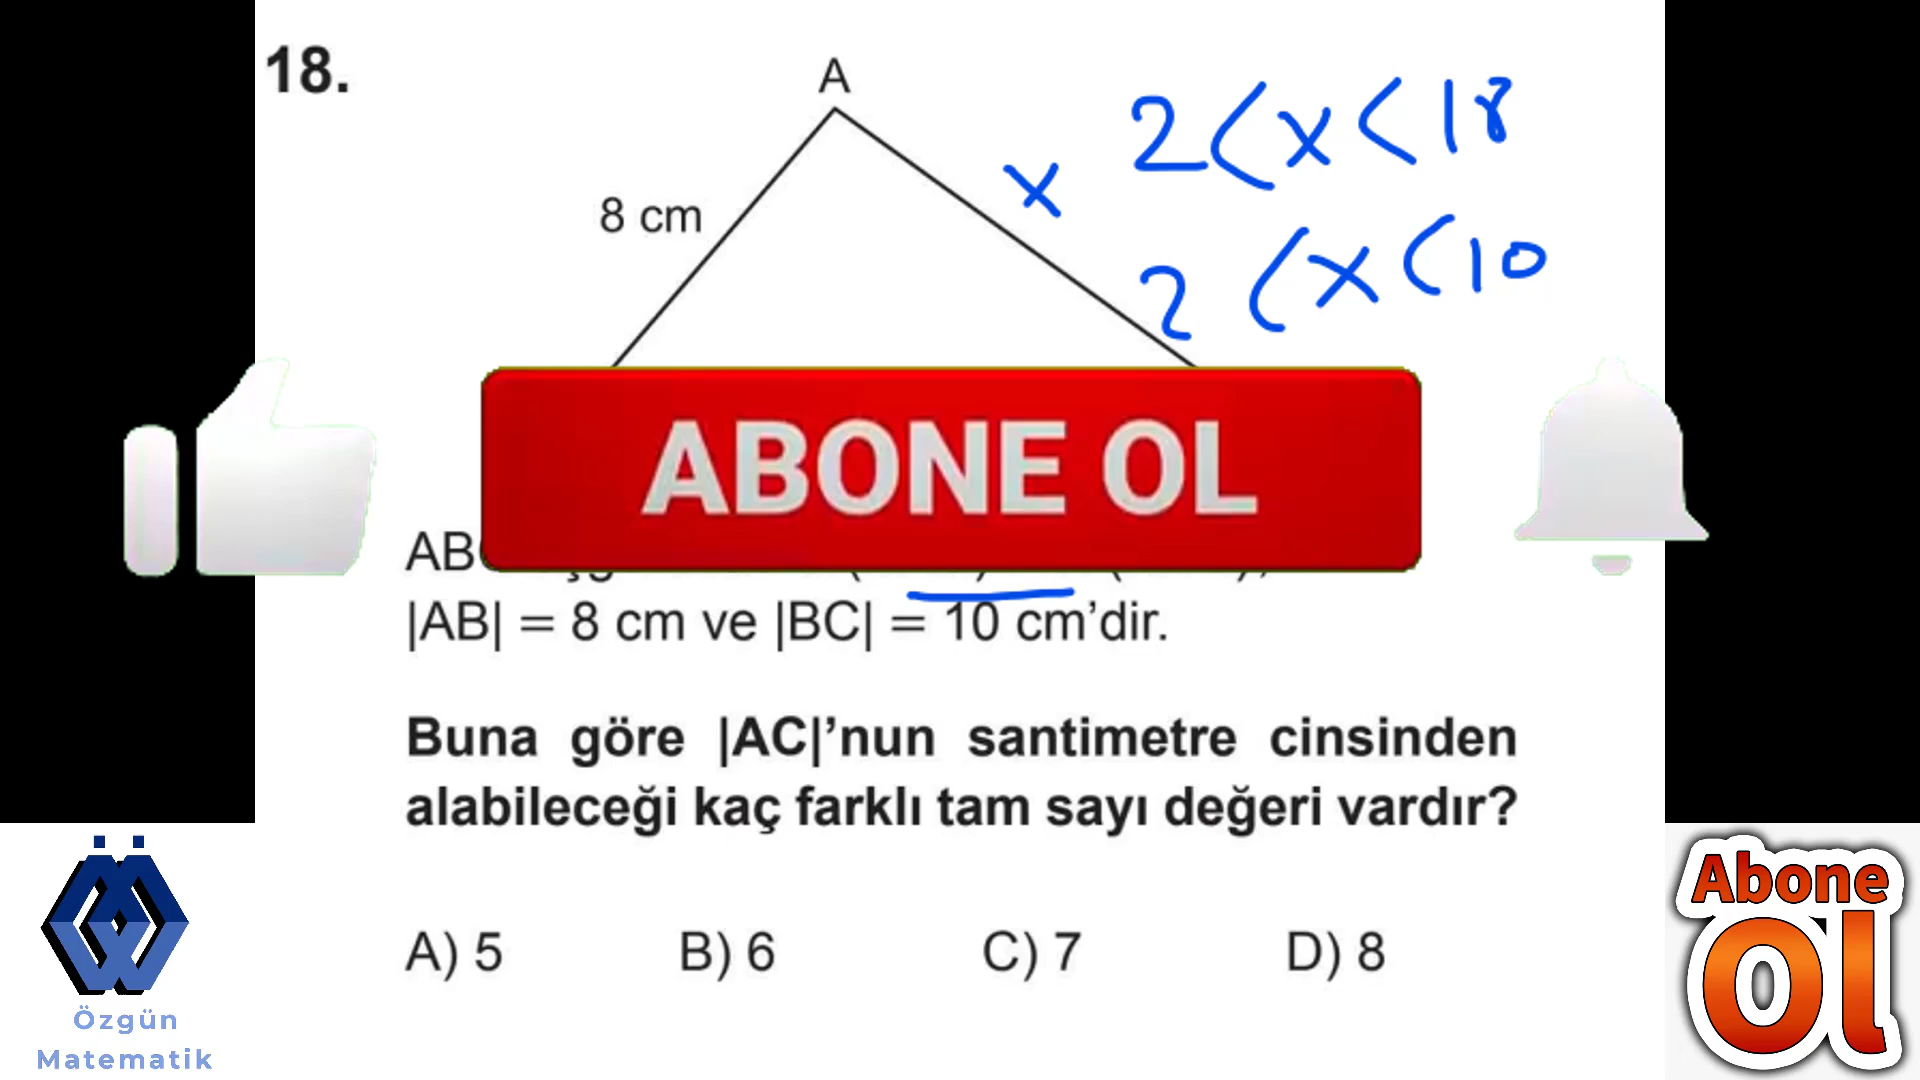 18.
A
2<x<18
x
8 cm
2<x<10
ABONE OL
AB
|AB| = 8 cm ve |BC| = 10 cm’dir.
Buna göre |AC|’nun santimetre cinsinden
alabileceği kaç farklı tam sayı değeri vardır?
A) 5 B) 6 C) 7 D) 8
Özgün
Matematik
Abone
Ol